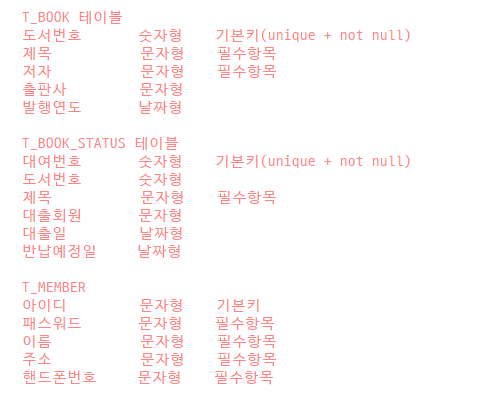 T_BOOK 테이블
도서번호 숫자형 기본키(unique + not null)
제목 문자형 필수항목
저자 문자형 필수항목
출판사 문자형
발행연도 날짜형

T_BOOK_STATUS 테이블
대여번호 숫자형 기본키(unique + not null)
도서번호 숫자형
제목 문자형 필수항목
대출회원 문자형
대출일 날짜형
반납예정일 날짜형

T_MEMBER
아이디 문자형 기본키
패스워드 문자형 필수항목
이름 문자형 필수항목
주소 문자형 필수항목
핸드폰번호 문자형 필수항목